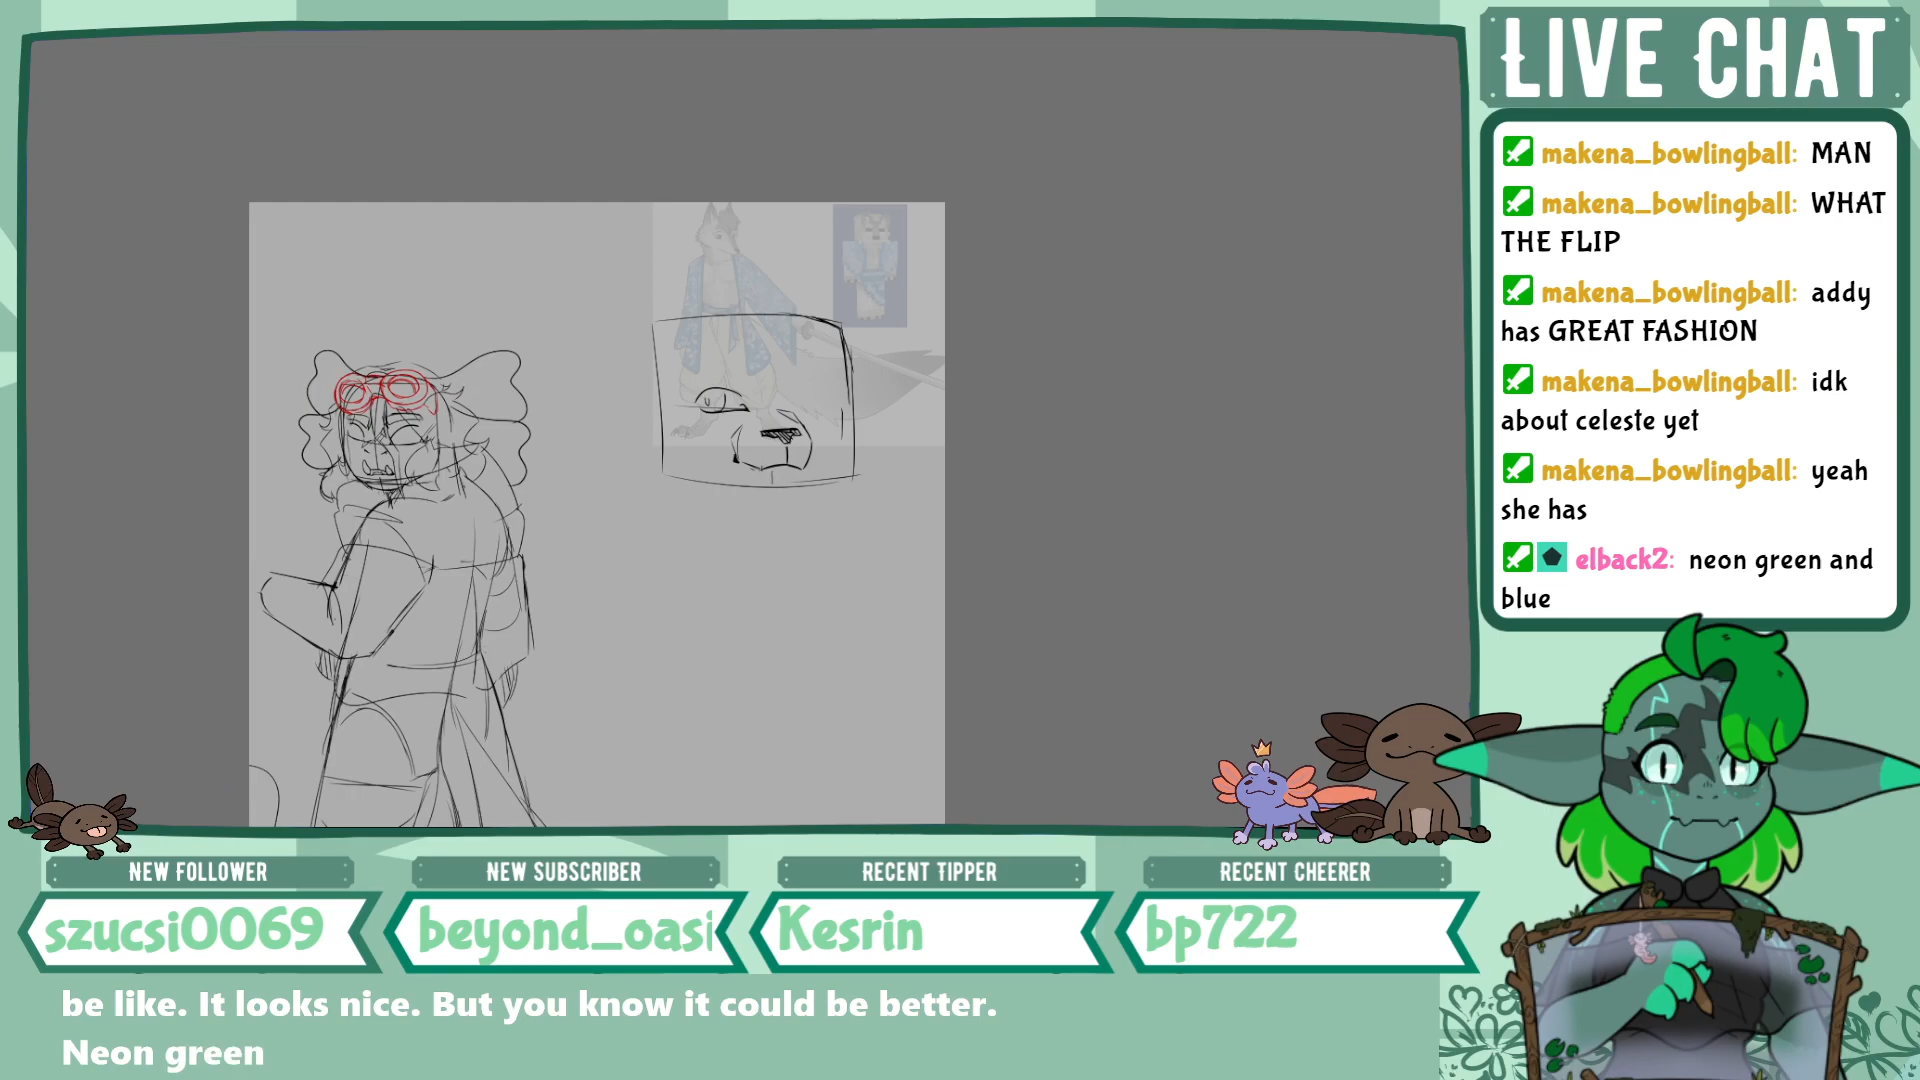 LIVE CHAT
makena_bowlingball: MAN
makena_bowlingball: WHAT
THE FLIP
makena_bowlingball: addy
has GREAT FASHION
makena_bowlingball: idk
about celeste yet
makena_bowlingball: yeah
she has
elback2: neon green and
blue
NEW FOLLOWER
NEW SUBSCRIBER
RECENT TIPPER
RECENT CHEERER
szucsi0069
beyond_oasi
Kesrin
bp722
be like. It looks nice. But you know it could be better.
Neon green